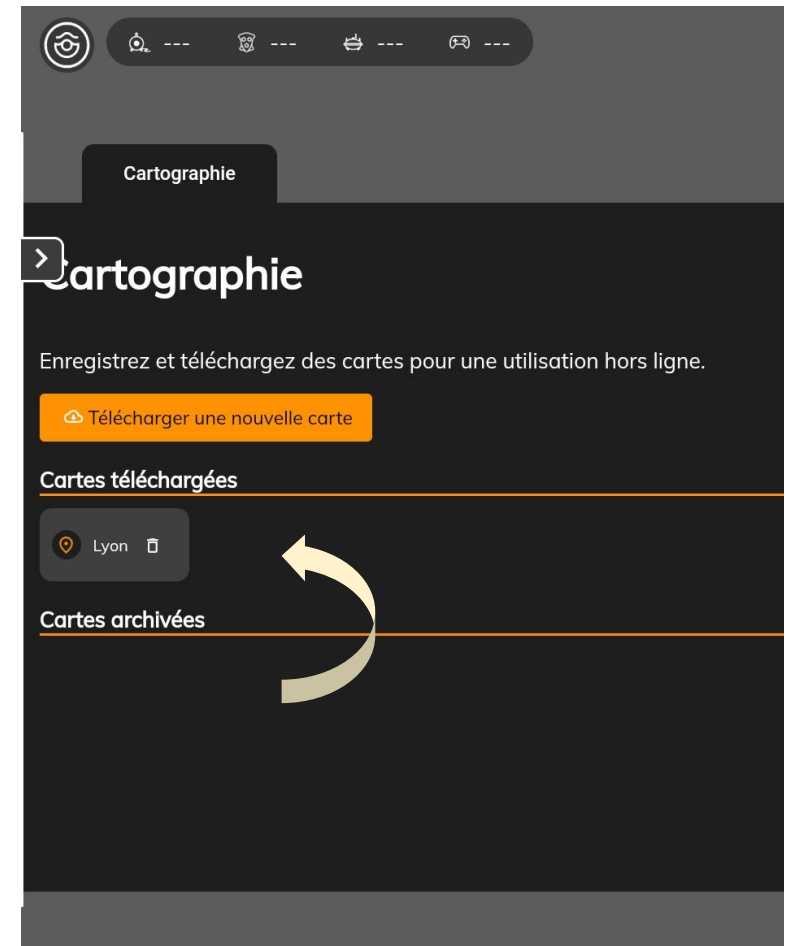 --- --- --- ---
Cartographie
Cartographie
Enregistrez et téléchargez des cartes pour une utilisation hors ligne.
Télécharger une nouvelle carte
Cartes téléchargées
Lyon
Cartes archivées